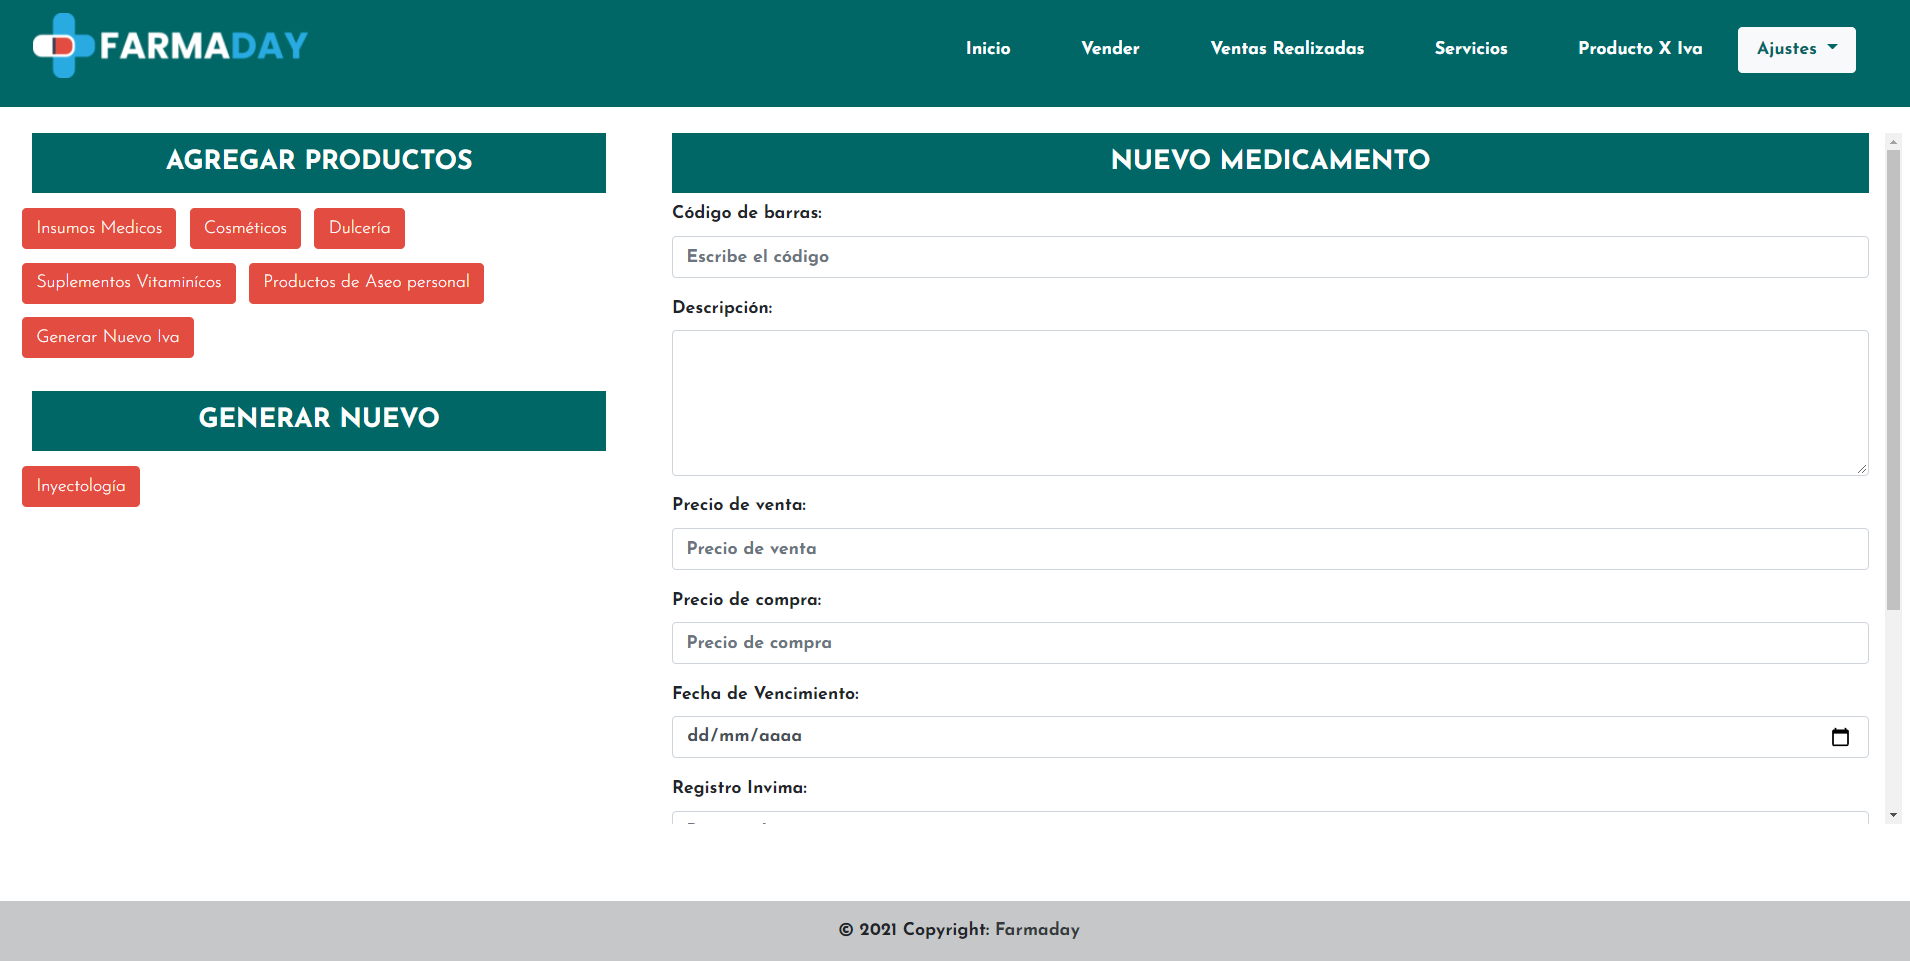 FARMADAY
Inicio Vender Ventas Realizadas Servicios Producto X Iva Ajustes
AGREGAR PRODUCTOS
Insumos Medicos Cosméticos Dulcería
Suplementos Vitaminícos Productos de Aseo personal
Generar Nuevo Iva
GENERAR NUEVO
Inyectología
NUEVO MEDICAMENTO
Código de barras:
Escribe el código
Descripción:
Precio de venta:
Precio de venta
Precio de compra:
Precio de compra
Fecha de Vencimiento:
dd/mm/aaaa
Registro Invima:
© 2021 Copyright: Farmaday